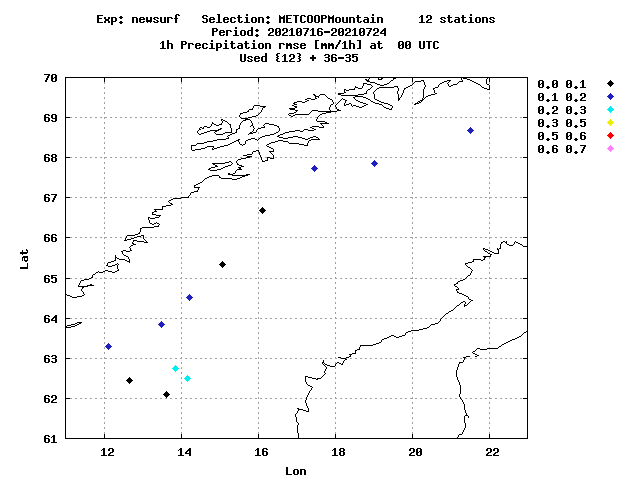 Exp: newsurf   Selection: METCOOPMountain     12 stations
Period: 20210716-20210724
1h Precipitation rmse [mm/1h] at  00 UTC
Used {12} + 36-35
70
69
68
67
66
65
64
63
62
61
Lat
12 14 16 18 20 22
Lon
0.0 0.1
0.1 0.2
0.2 0.3
0.3 0.5
0.5 0.6
0.6 0.7